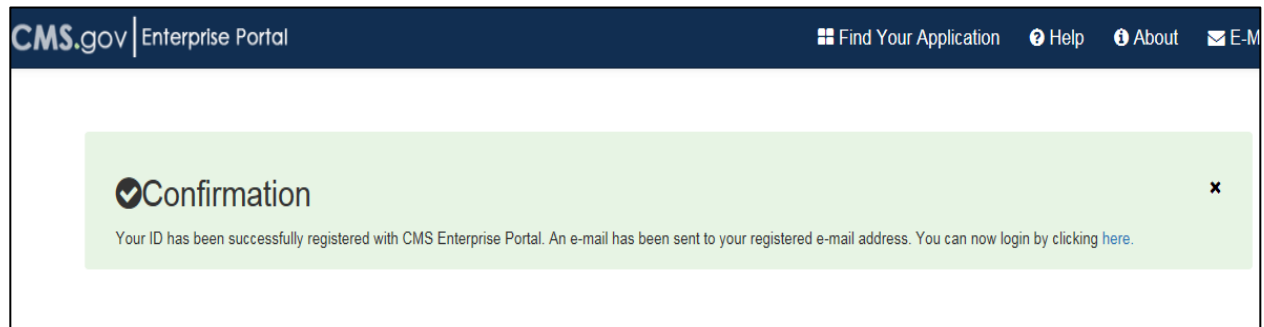 CMS.gov Enterprise Portal Find Your Application Help About E-M
Confirmation
Your ID has been successfully registered with CMS Enterprise Portal. An e-mail has been sent to your registered e-mail address. You can now login by clicking here.